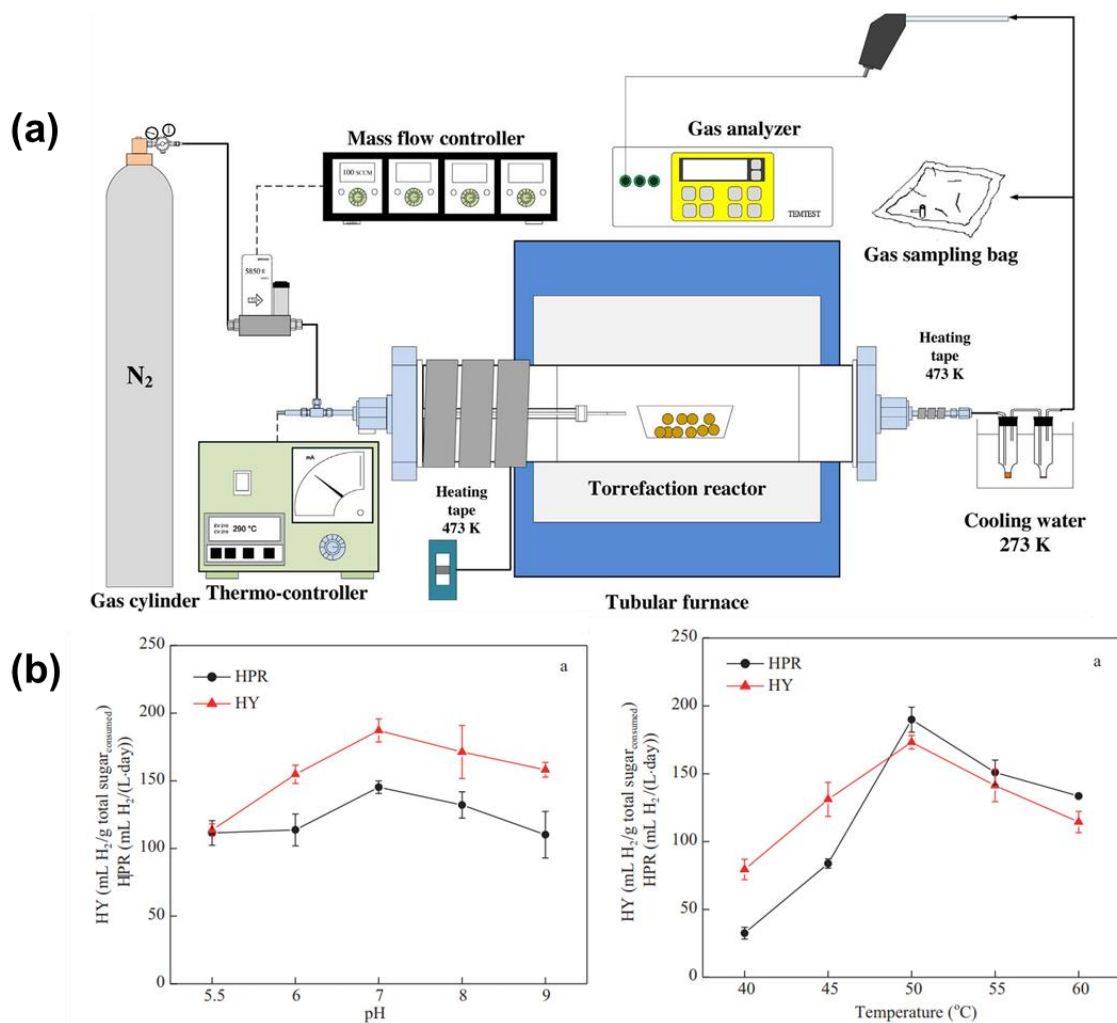 (a)
Mass flow controller
100 SCCM
Gas analyzer
TEMTEST
Gas sampling bag
5850 E
N2
Heating
tape
473 K
Torrefaction reactor
Heating
tape
473 K
Cooling water
273 K
mA
290 °C
Gas cylinder
Thermo-controller
Tubular furnace
(b)
250
200
150
100
50
0
HY (mL H2/g total sugarconsumed)
HPR (mL H2/(L·day))
HPR
HY
a
5.5
6
7
8
9
pH
250
200
150
100
50
0
HY (mL H2/g total sugarconsumed)
HPR (mL H2/(L·day))
HPR
HY
a
40
45
50
55
60
Temperature (°C)